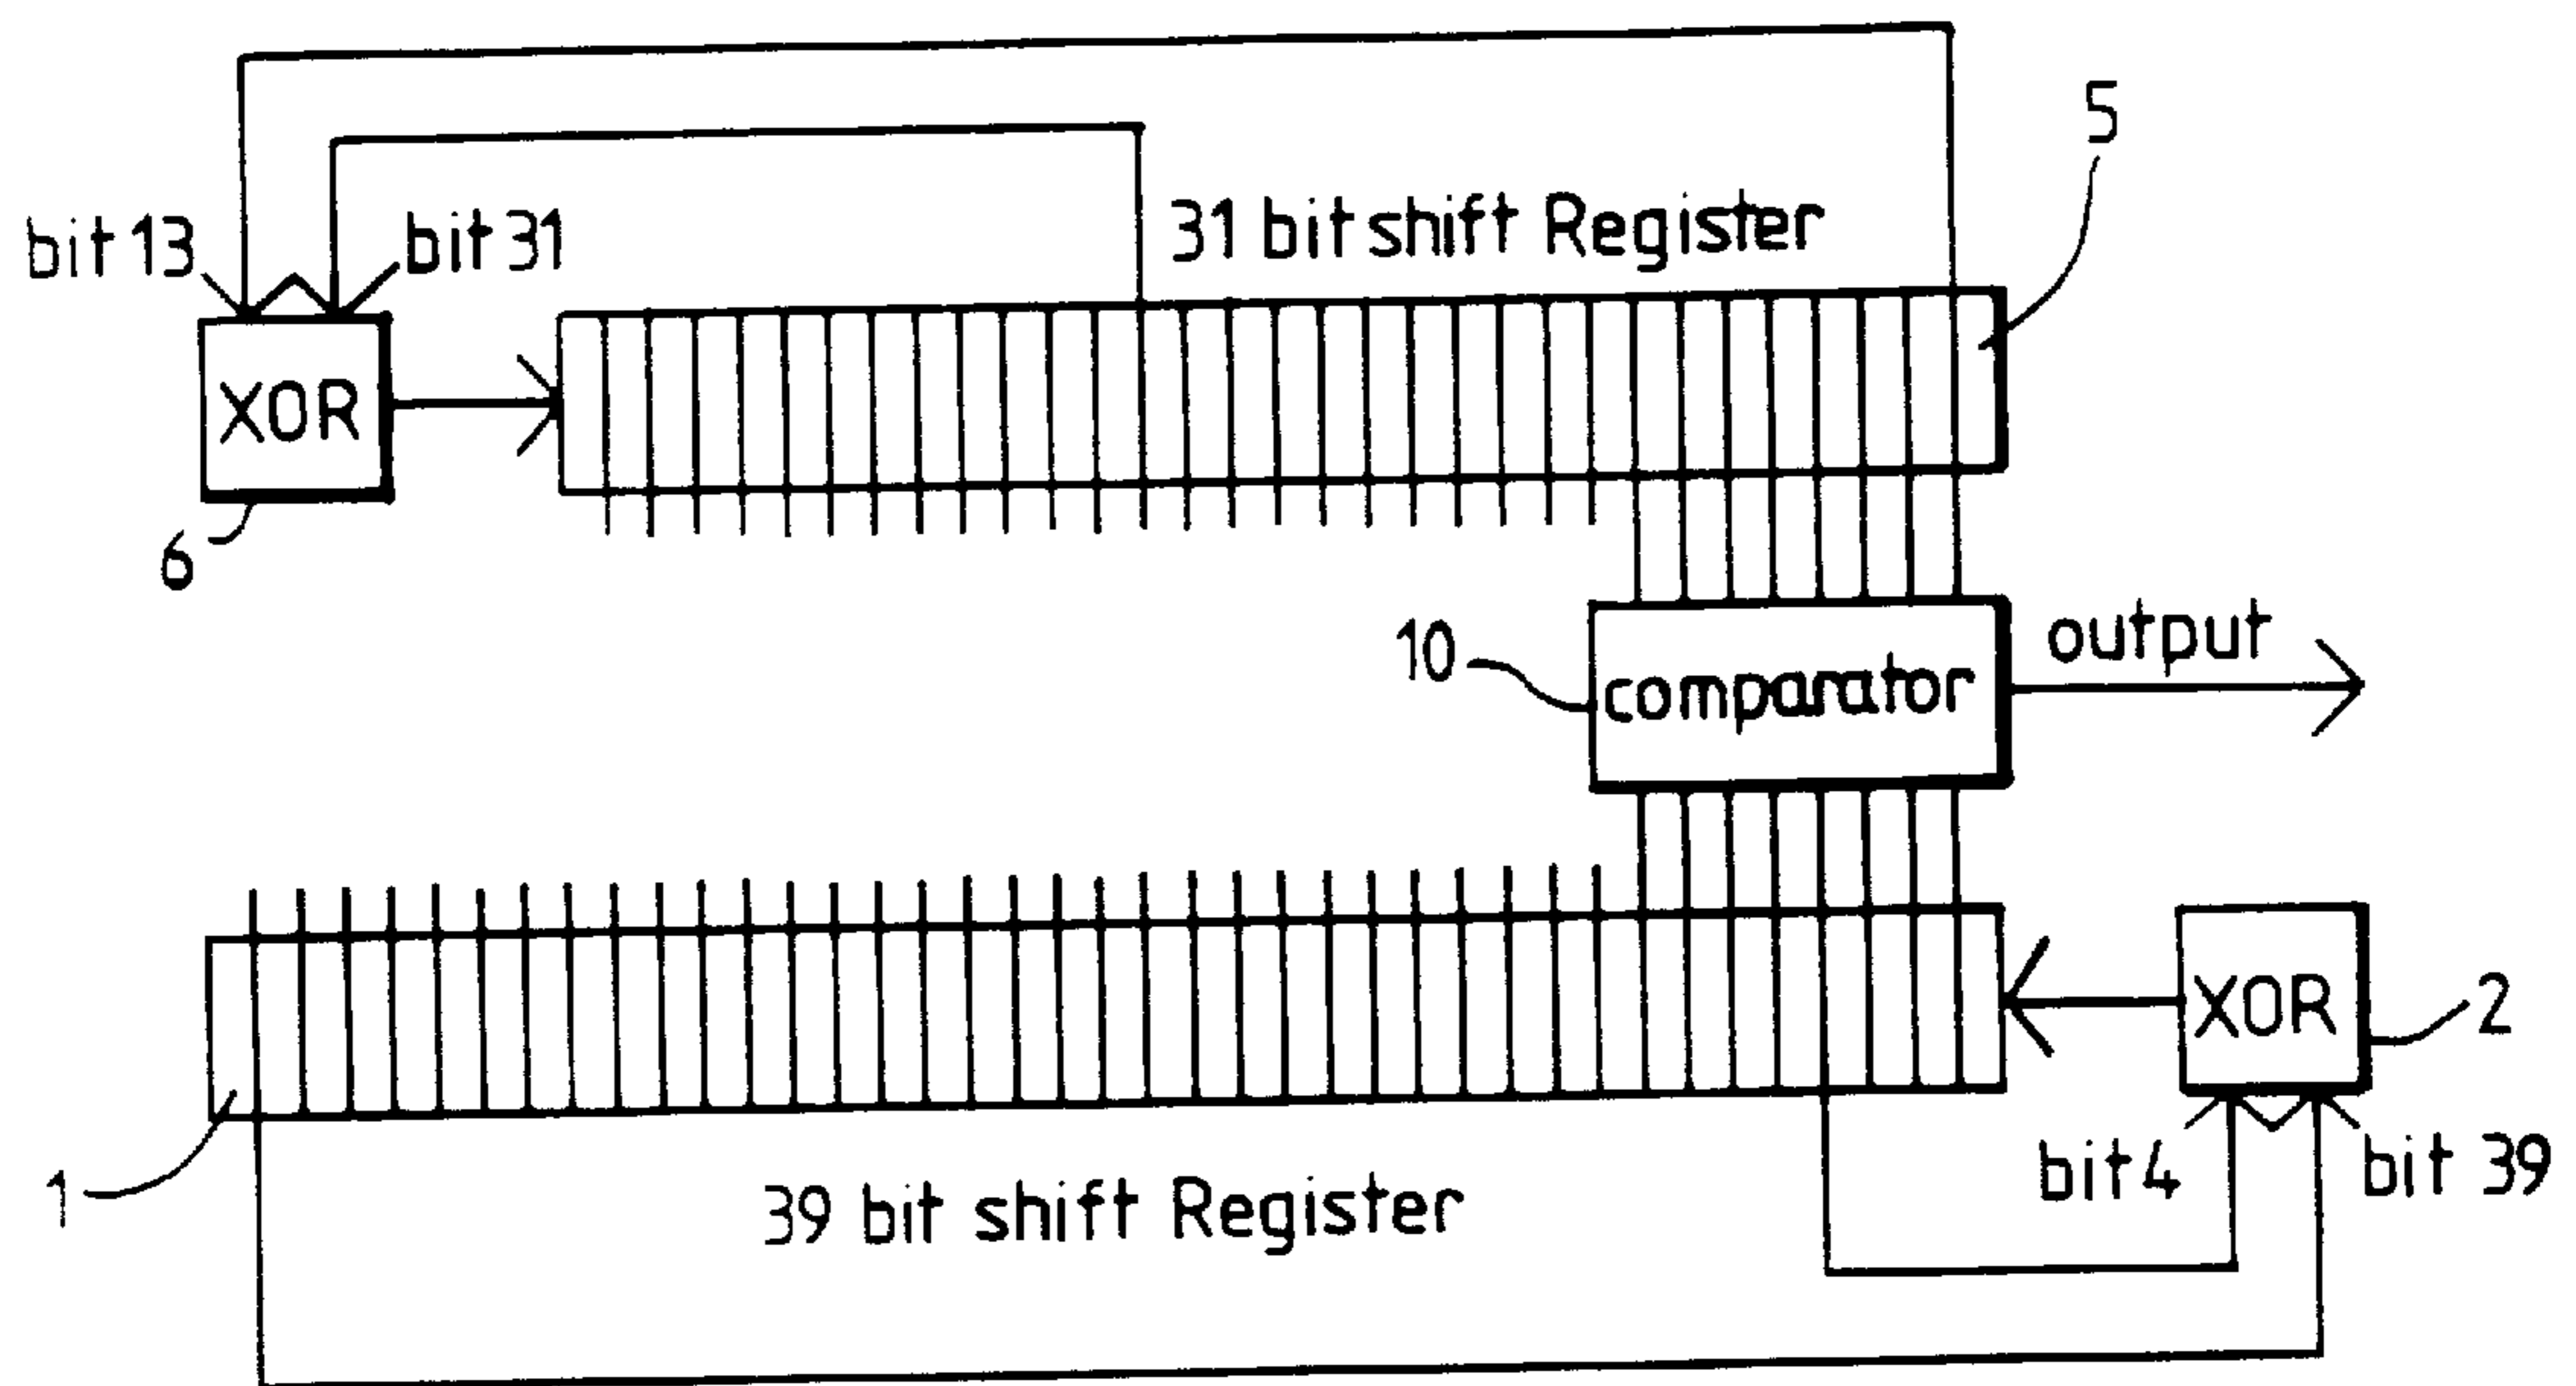 5
31 bit shift Register
bit 13
bit 31
XOR
6
output
10
comparator
XOR
2
bit 4
bit 39
1
39 bit shift Register